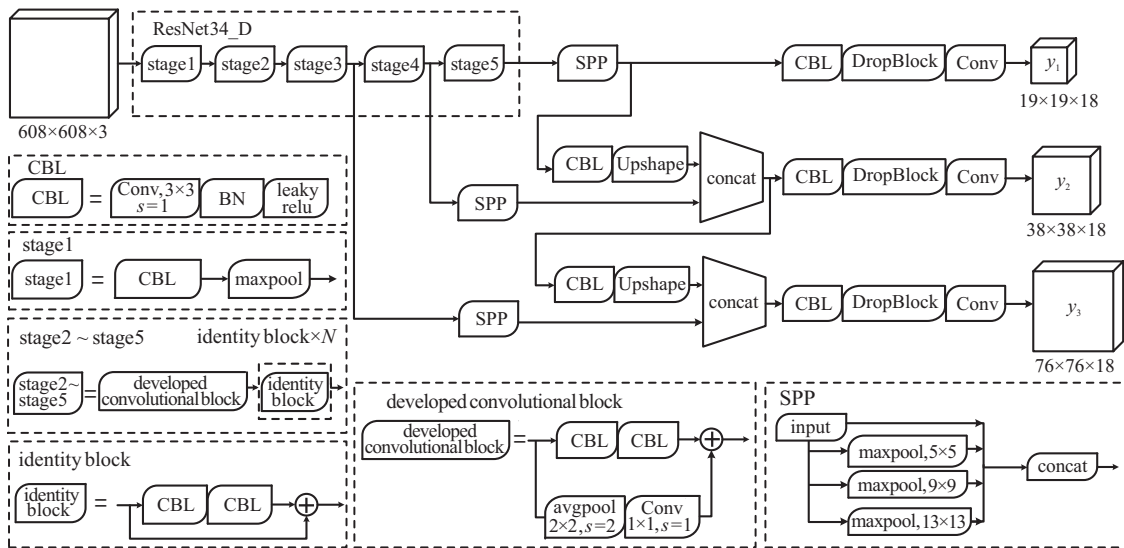 ResNet34_D
stage1
stage2
stage3
stage4
stage5
SPP
CBL
DropBlock
Conv
y1
608×608×3
19×19×18
CBL
Upshape
concat
SPP
CBL
DropBlock
Conv
y2
38×38×18
CBL
Upshape
concat
SPP
CBL
DropBlock
Conv
y3
76×76×18
CBL
CBL
=
Conv,3×3
s=1
BN
leaky
relu
stage1
stage1
=
CBL
maxpool
stage2 ~ stage5
identity block×N
stage2~
stage5
=
developed
convolutional block
identity
block
identity block
identity
block
=
CBL
CBL
developed convolutional block
developed
convolutional block
=
CBL
CBL
avgpool
2×2, s=2
Conv
1×1, s=1
SPP
input
maxpool,5×5
maxpool,9×9
maxpool,13×13
concat